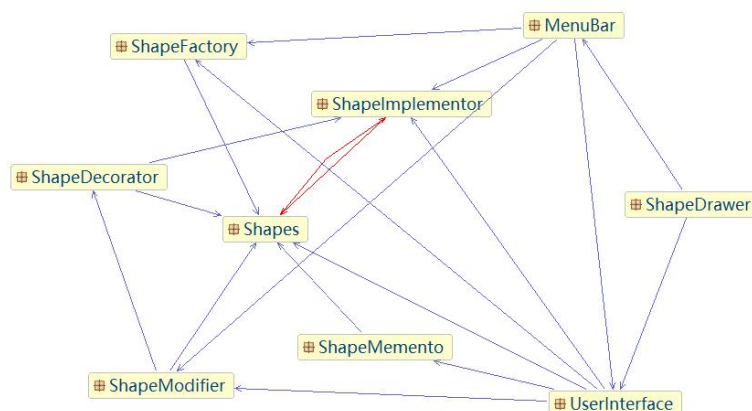 MenuBar
ShapeFactory
ShapeImplementor
ShapeDecorator
ShapeDrawer
Shapes
ShapeMemento
ShapeModifier
UserInterface